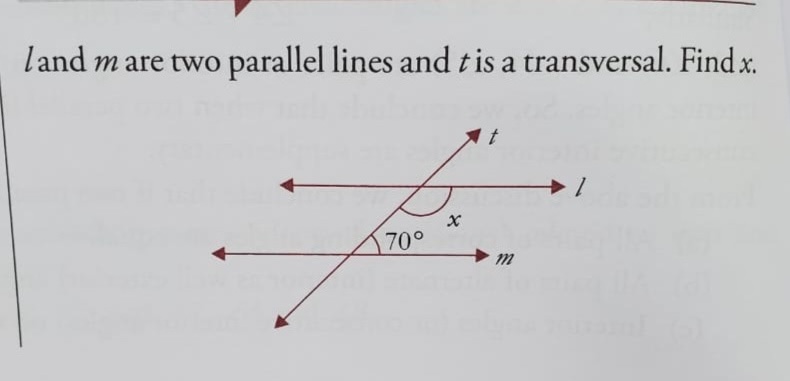 l and m are two parallel lines and t is a transversal. Find x.
t
l
x
70°
m